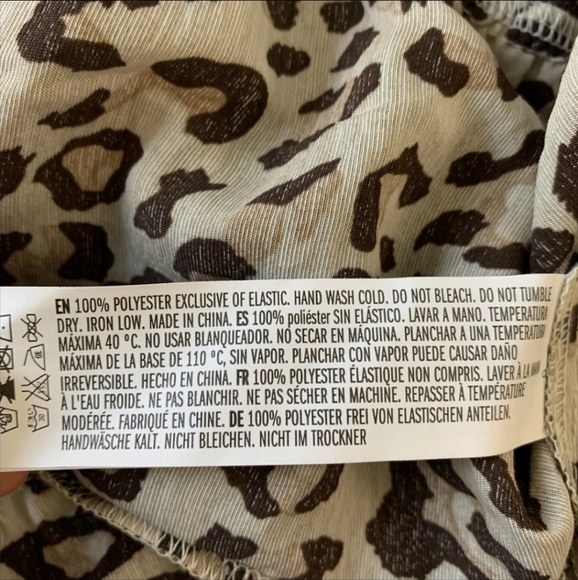 EN 100% POLYESTER EXCLUSIVE OF ELASTIC. HAND WASH COLD. DO NOT BLEACH. DO NOT TUMBLE
DRY. IRON LOW. MADE IN CHINA. ES 100% poliéster SIN ELÁSTICO. LAVAR A MANO. TEMPERATURA
MÁXIMA 40 °C. NO USAR BLANQUEADOR. NO SECAR EN MÁQUINA. PLANCHAR A UNA TEMPERATURA
MÁXIMA DE LA BASE DE 110 °C, SIN VAPOR. PLANCHAR CON VAPOR PUEDE CAUSAR DAÑO
IRREVERSIBLE. HECHO EN CHINA. FR 100% POLYESTER ÉLASTIQUE NON COMPRIS. LAVER À LA MAIN
À L'EAU FROIDE. NE PAS BLANCHIR. NE PAS SÉCHER EN MACHINE. REPASSER À TEMPÉRATURE
MODÉRÉE. FABRIQUÉ EN CHINE. DE 100% POLYESTER FREI VON ELASTISCHEN ANTEILEN.
HANDWÄSCHE KALT. NICHT BLEICHEN. NICHT IM TROCKNER